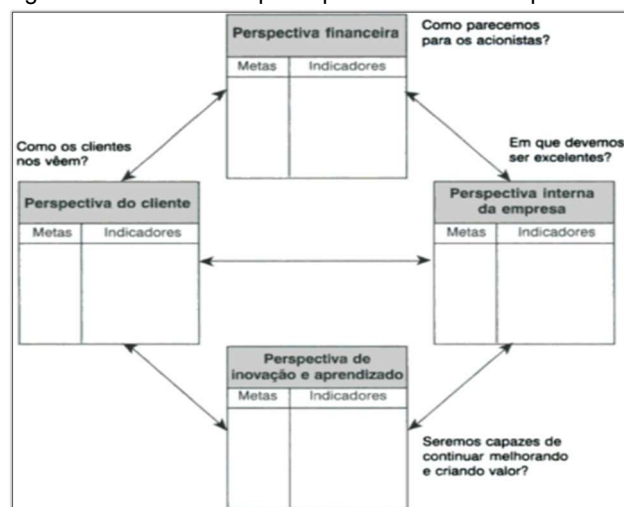 Como parecemos
para os acionistas?
Perspectiva financeira
Metas Indicadores
Como os clientes
nos vêem?
Em que devemos
ser excelentes?
Perspectiva do cliente
Metas Indicadores
Perspectiva interna
da empresa
Metas Indicadores
Perspectiva de
inovação e aprendizado
Metas Indicadores
Seremos capazes de
continuar melhorando
e criando valor?